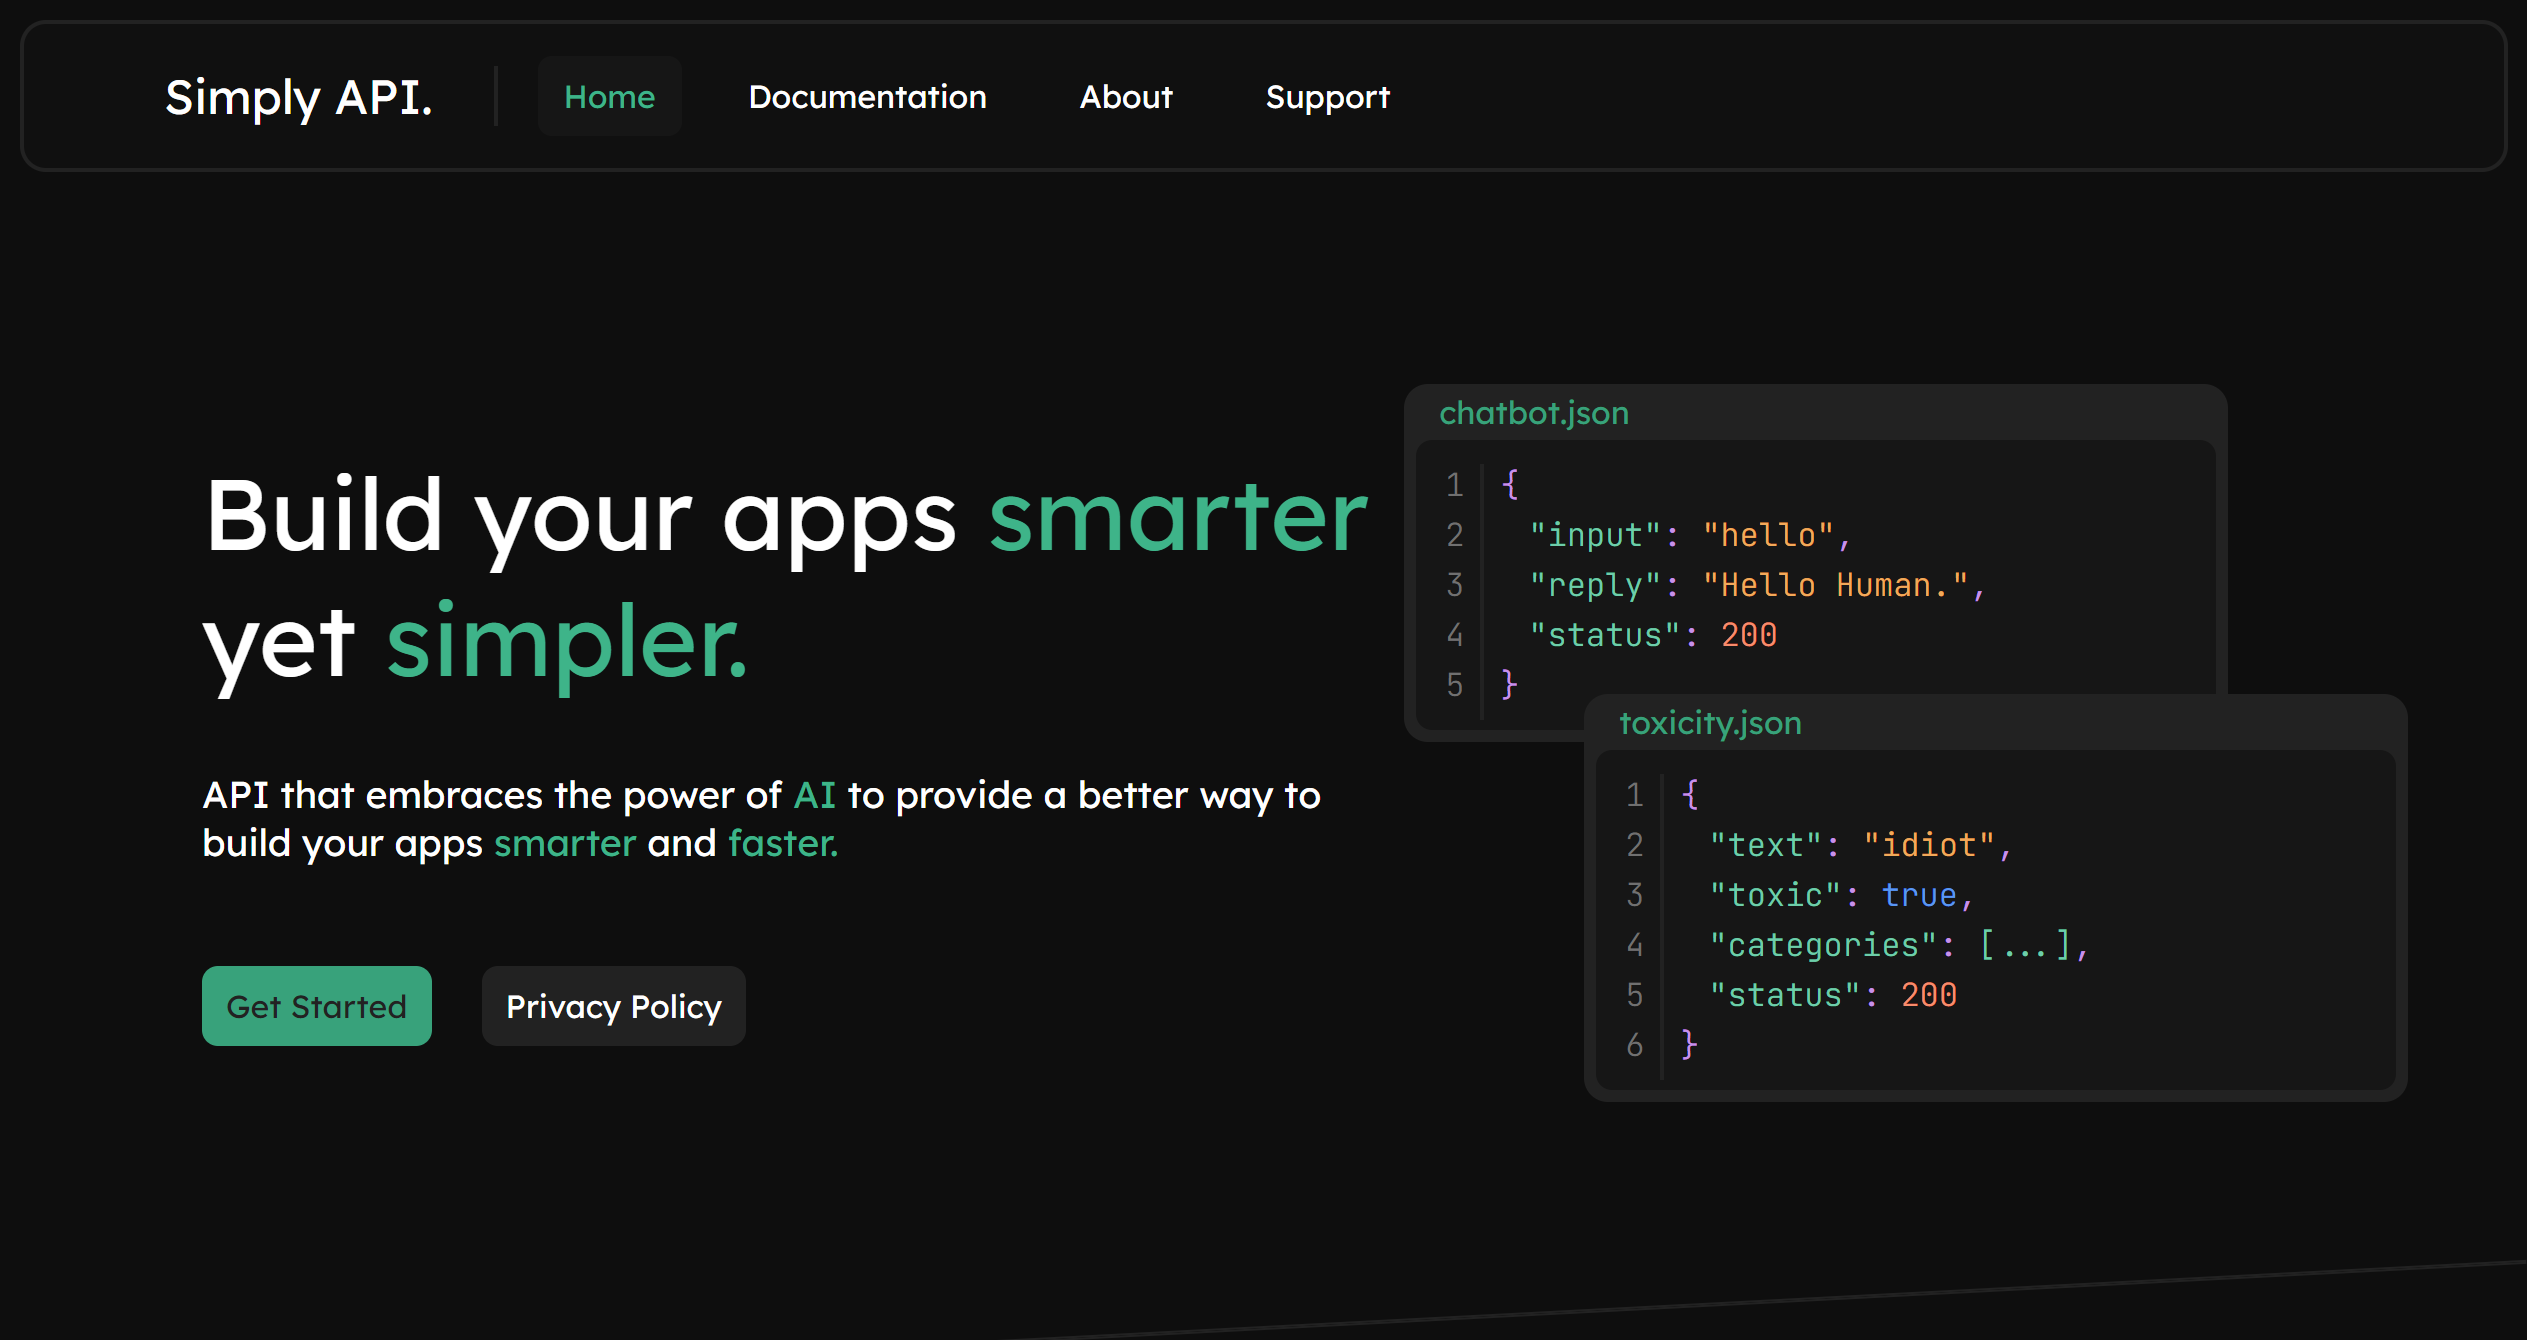 Simply API. Home Documentation About Support
Build your apps smarter
yet simpler.
API that embraces the power of AI to provide a better way to
build your apps smarter and faster.
Get Started Privacy Policy
chatbot.json
1 {
2 "input": "hello",
3 "reply": "Hello Human.",
4 "status": 200
5 }
toxicity.json
1 {
2 "text": "idiot",
3 "toxic": true,
4 "categories": [...],
5 "status": 200
6 }